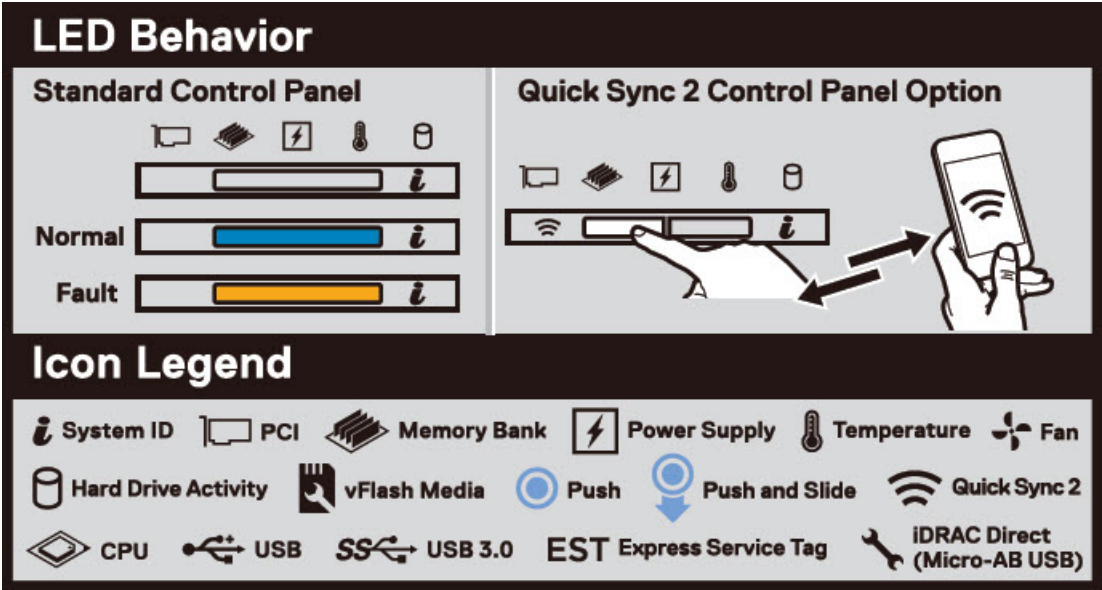 LED Behavior
Standard Control Panel
Normal
Fault
Quick Sync 2 Control Panel Option
Icon Legend
System ID PCI Memory Bank Power Supply Temperature Fan
Hard Drive Activity vFlash Media Push Push and Slide Quick Sync 2
CPU USB SS USB 3.0 EST Express Service Tag iDRAC Direct
(Micro-AB USB)